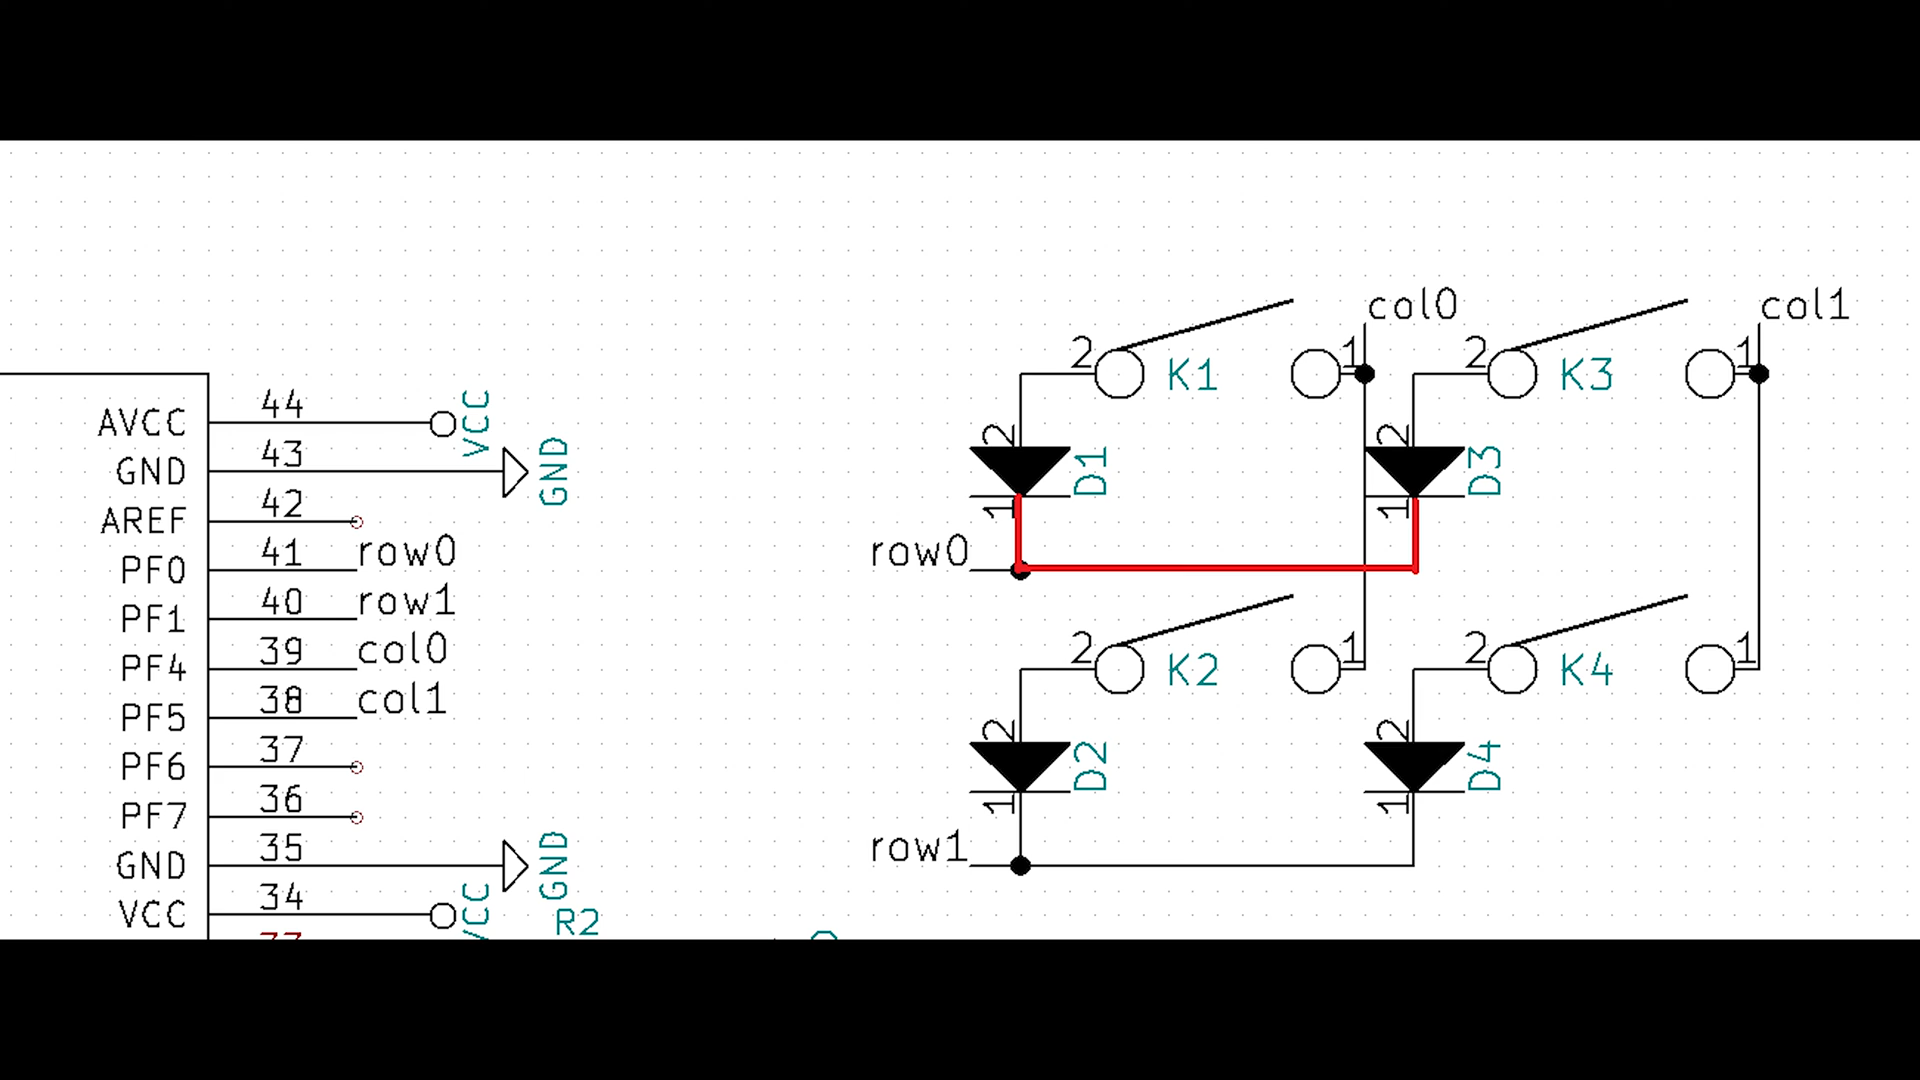 44
AVCC
VCC
43
GND
GND
42
AREF
41
row0
PF0
40
row1
PF1
39
col0
PF4
38
col1
PF5
37
PF6
36
PF7
35
GND
GND
34
VCC
VCC
R2
col0
col1
2
K1
1
2
K3
1
2
D1
1
2
D3
1
row0
2
K2
1
2
K4
1
2
D2
1
2
D4
1
row1